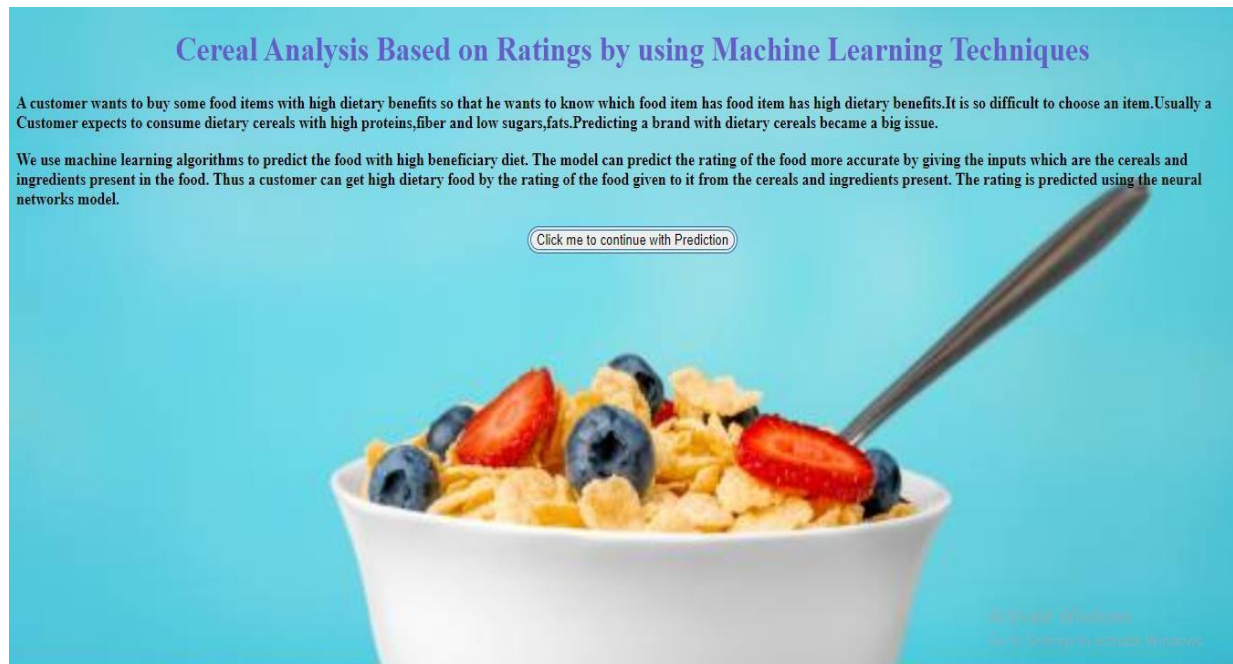 Cereal Analysis Based on Ratings by using Machine Learning Techniques
A customer wants to buy some food items with high dietary benefits so that he wants to know which food item has food item has high dietary benefits.It is so difficult to choose an item.Usually a
Customer expects to consume dietary cereals with high proteins,fiber and low sugars,fats.Predicting a brand with dietary cereals became a big issue.
We use machine learning algorithms to predict the food with high beneficiary diet. The model can predict the rating of the food more accurate by giving the inputs which are the cereals and
ingredients present in the food. Thus a customer can get high dietary food by the rating of the food given to it from the cereals and ingredients present. The rating is predicted using the neural
networks model.
Click me to continue with Prediction
Activate Windows
Go to Settings to activate Windows.